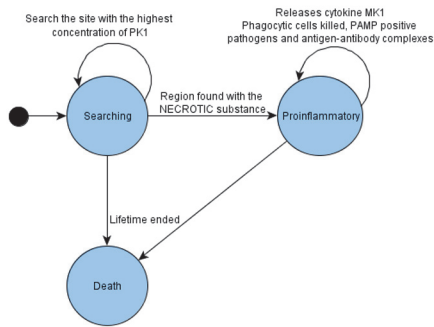 Search the site with the highest
concentration of PK1
Releases cytokine MK1
Phagocytic cells killed, PAMP positive
pathogens and antigen-antibody complexes
Searching
Region found with the
NECROTIC substance
Proinflammatory
Lifetime ended
Death